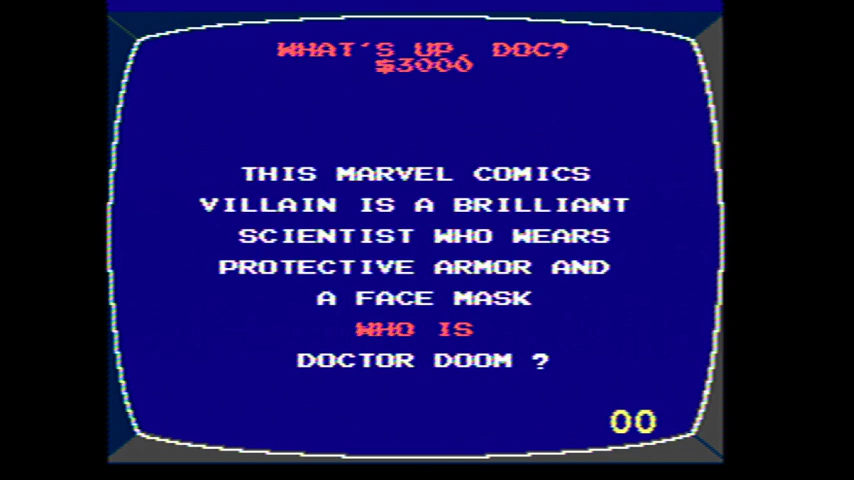 WHAT'S UP, DOC?
$3000
THIS MARVEL COMICS
VILLAIN IS A BRILLIANT
SCIENTIST WHO WEARS
PROTECTIVE ARMOR AND
A FACE MASK
WHO IS
DOCTOR DOOM ?
00